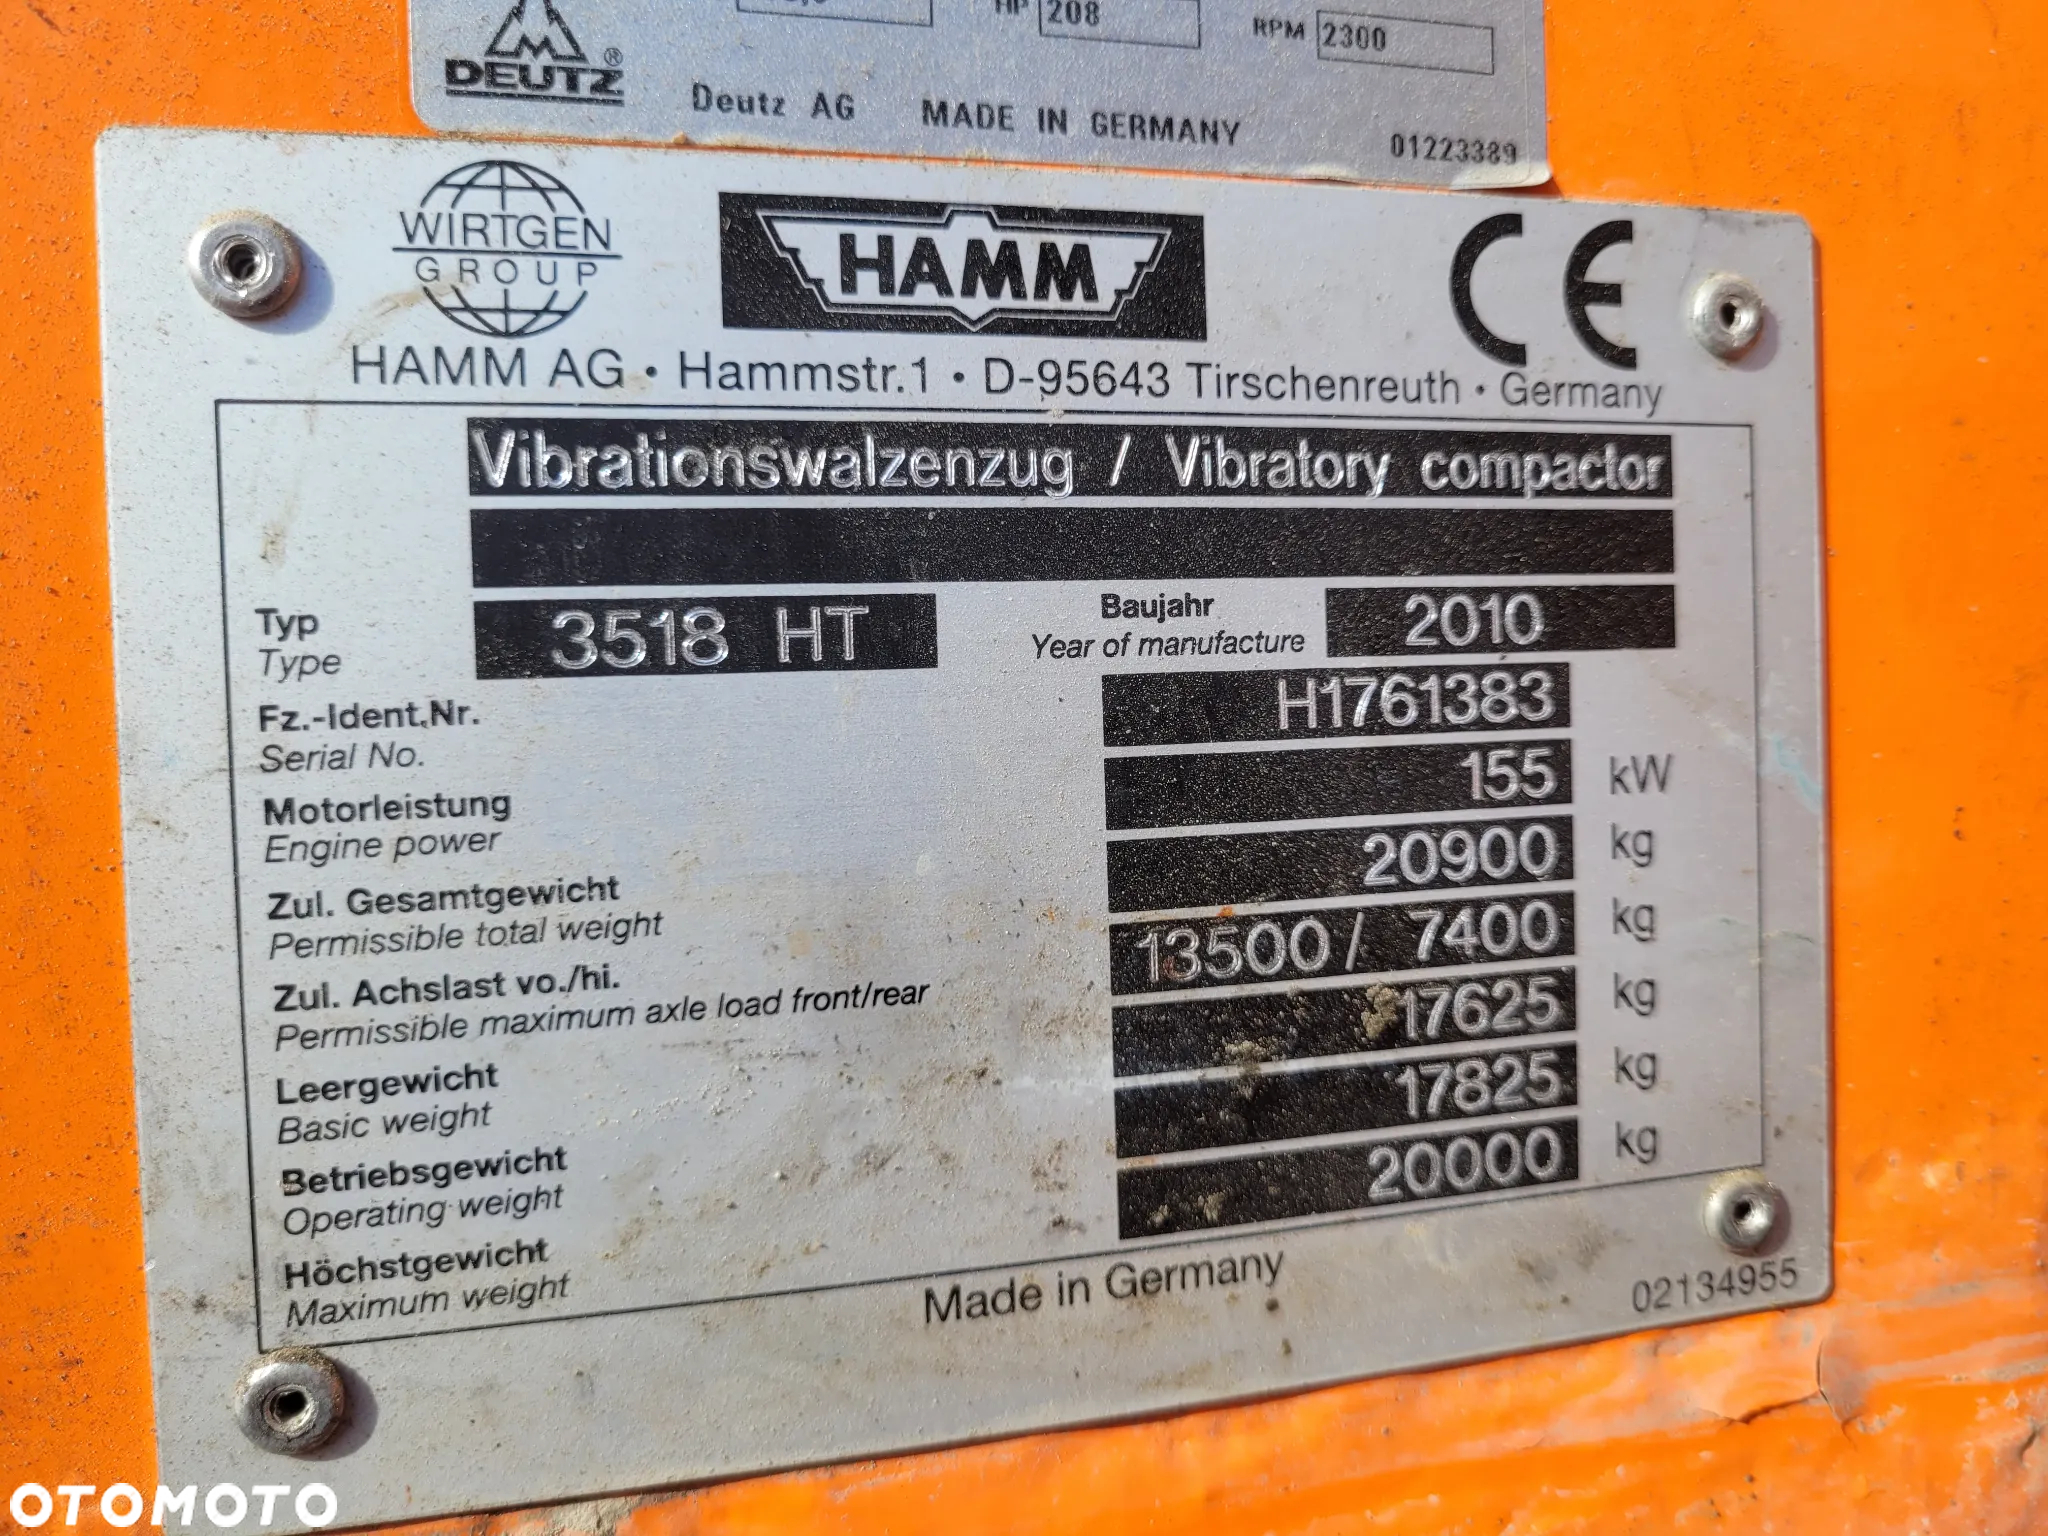 HP 208
RPM 2300
DEUTZ ®
Deutz AG MADE IN GERMANY
01223389
WIRTGEN
GROUP
HAMM
CE
HAMM AG · Hammstr.1 · D-95643 Tirschenreuth · Germany
Vibrationswalzenzug / Vibratory compactor
Typ
Type
3518 HT
Baujahr
Year of manufacture
2010
Fz.-Ident.Nr.
Serial No.
H1761383
Motorleistung
Engine power
155 kW
Zul. Gesamtgewicht
Permissible total weight
20900 kg
Zul. Achslast vo./hi.
Permissible maximum axle load front/rear
13500 / 7400 kg
Leergewicht
Basic weight
17625 kg
Betriebsgewicht
Operating weight
17825 kg
Höchstgewicht
Maximum weight
20000 kg
Made in Germany
02134955
OTOMOTO